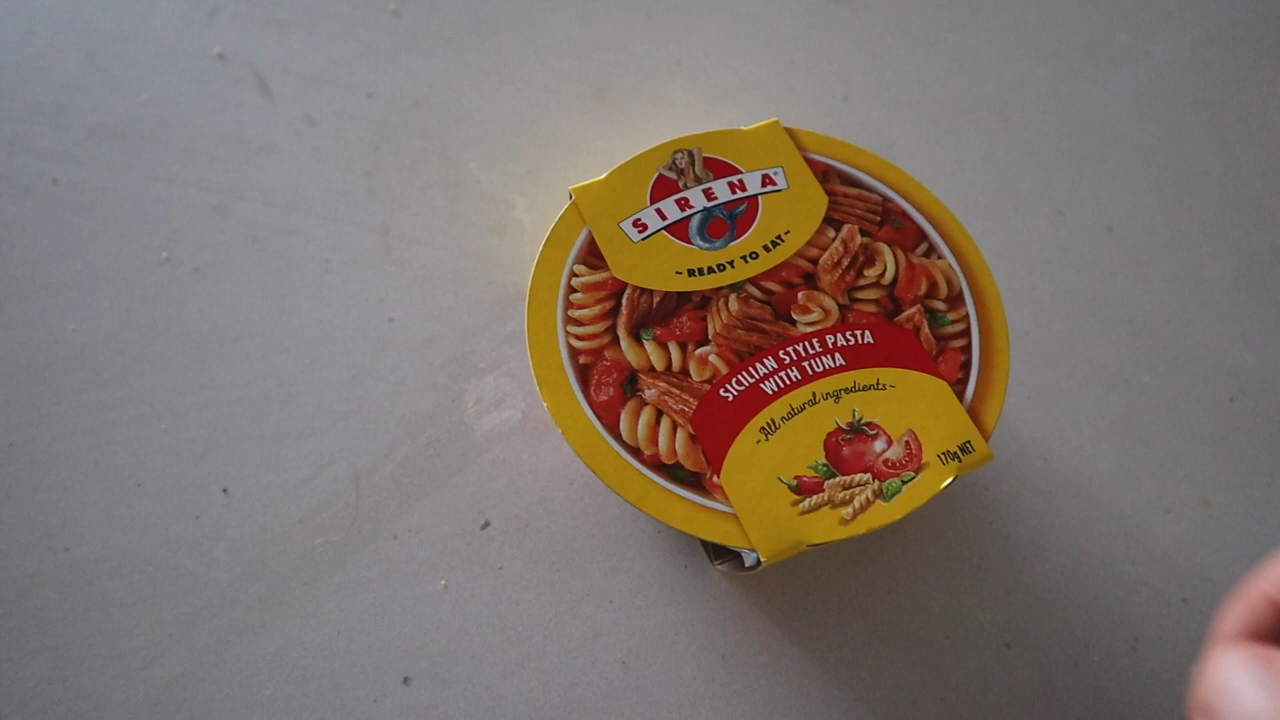 SIRENA®
~READY TO EAT~
SICILIAN STYLE PASTA
WITH TUNA
~All natural ingredients~
170g NET